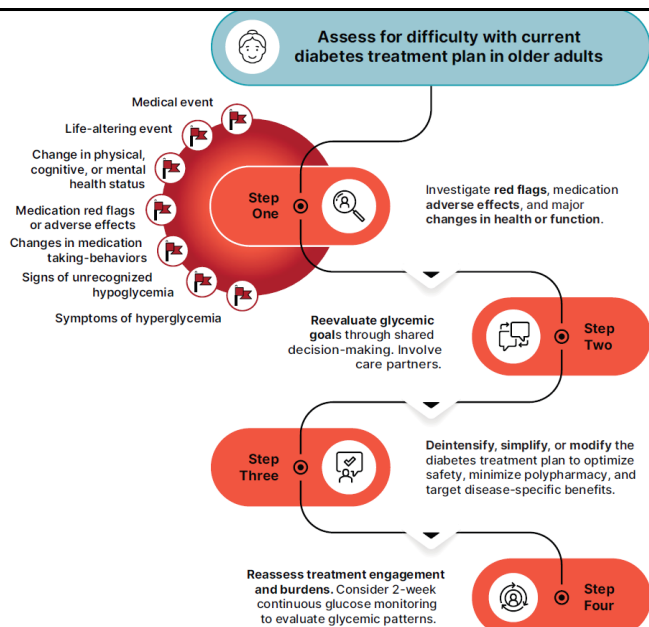 Assess for difficulty with current
diabetes treatment plan in older adults
Medical event
Life-altering event
Change in physical,
cognitive, or mental
health status
Medication red flags
or adverse effects
Changes in medication
taking-behaviors
Signs of unrecognized
hypoglycemia
Symptoms of hyperglycemia
Step
One
Investigate red flags, medication
adverse effects, and major
changes in health or function.
Reevaluate glycemic
goals through shared
decision-making. Involve
care partners.
Step
Two
Step
Three
Deintensify, simplify, or modify the
diabetes treatment plan to optimize
safety, minimize polypharmacy, and
target disease-specific benefits.
Reassess treatment engagement
and burdens. Consider 2-week
continuous glucose monitoring
to evaluate glycemic patterns.
Step
Four